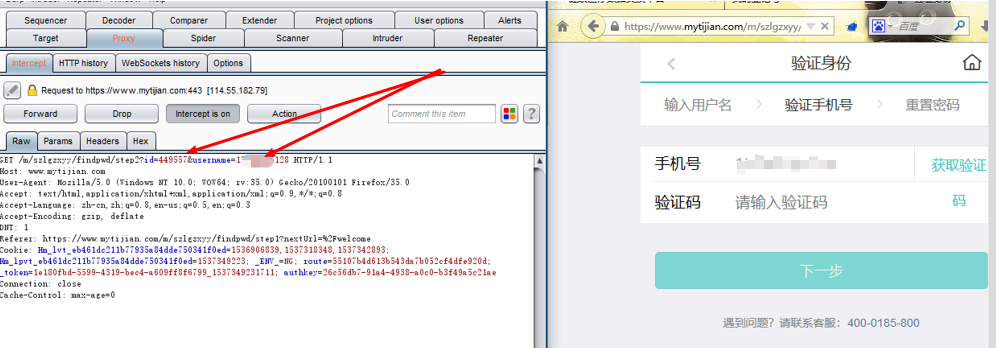 Sequencer Decoder Comparer Extender Project options User options Alerts
Target Proxy Spider Scanner Intruder Repeater
Intercept HTTP history WebSockets history Options
Request to https://www.mytijian.com:443 [114.55.182.79]
Forward Drop Intercept is on Action Comment this item ?
Raw Params Headers Hex
GET /m/szlgzxyy/findpwd/step2?id=449557&username=1 128 HTTP/1.1
Host: www.mytijian.com
User-Agent: Mozilla/5.0 (Windows NT 10.0; WOW64; rv:35.0) Gecko/20100101 Firefox/35.0
Accept: text/html,application/xhtml+xml,application/xml;q=0.9,*/*;q=0.8
Accept-Language: zh-cn,zh;q=0.8,en-us;q=0.5,en;q=0.3
Accept-Encoding: gzip, deflate
DNT: 1
Referer: https://www.mytijian.com/m/szlgzxyy/findpwd/step1?nextUrl=%2Fwelcome
Cookie: Hm_lvt_eb461dc211b77935a84dde750341f0ed=1536906839,1537318348,1537342893;
Hm_lpvt_eb461dc211b77935a84dde750341f0ed=1537349223; _ENV_=NG; route=55107b4d613b543da7b052cf4dfe920d;
_token=1e180fbd-5599-4319-bec4-a609ff8f6799_1537349231711; authkey=26c56db7-91a4-4938-a0c0-b3f49a5c21ae
Connection: close
Cache-Control: max-age=0
https://www.mytijian.com/m/szlgzxyy/ 百度
验证身份
输入用户名 验证手机号 重置密码
手机号 获取验证
码
验证码 请输入验证码
下一步
遇到问题？请联系客服：400-0185-800